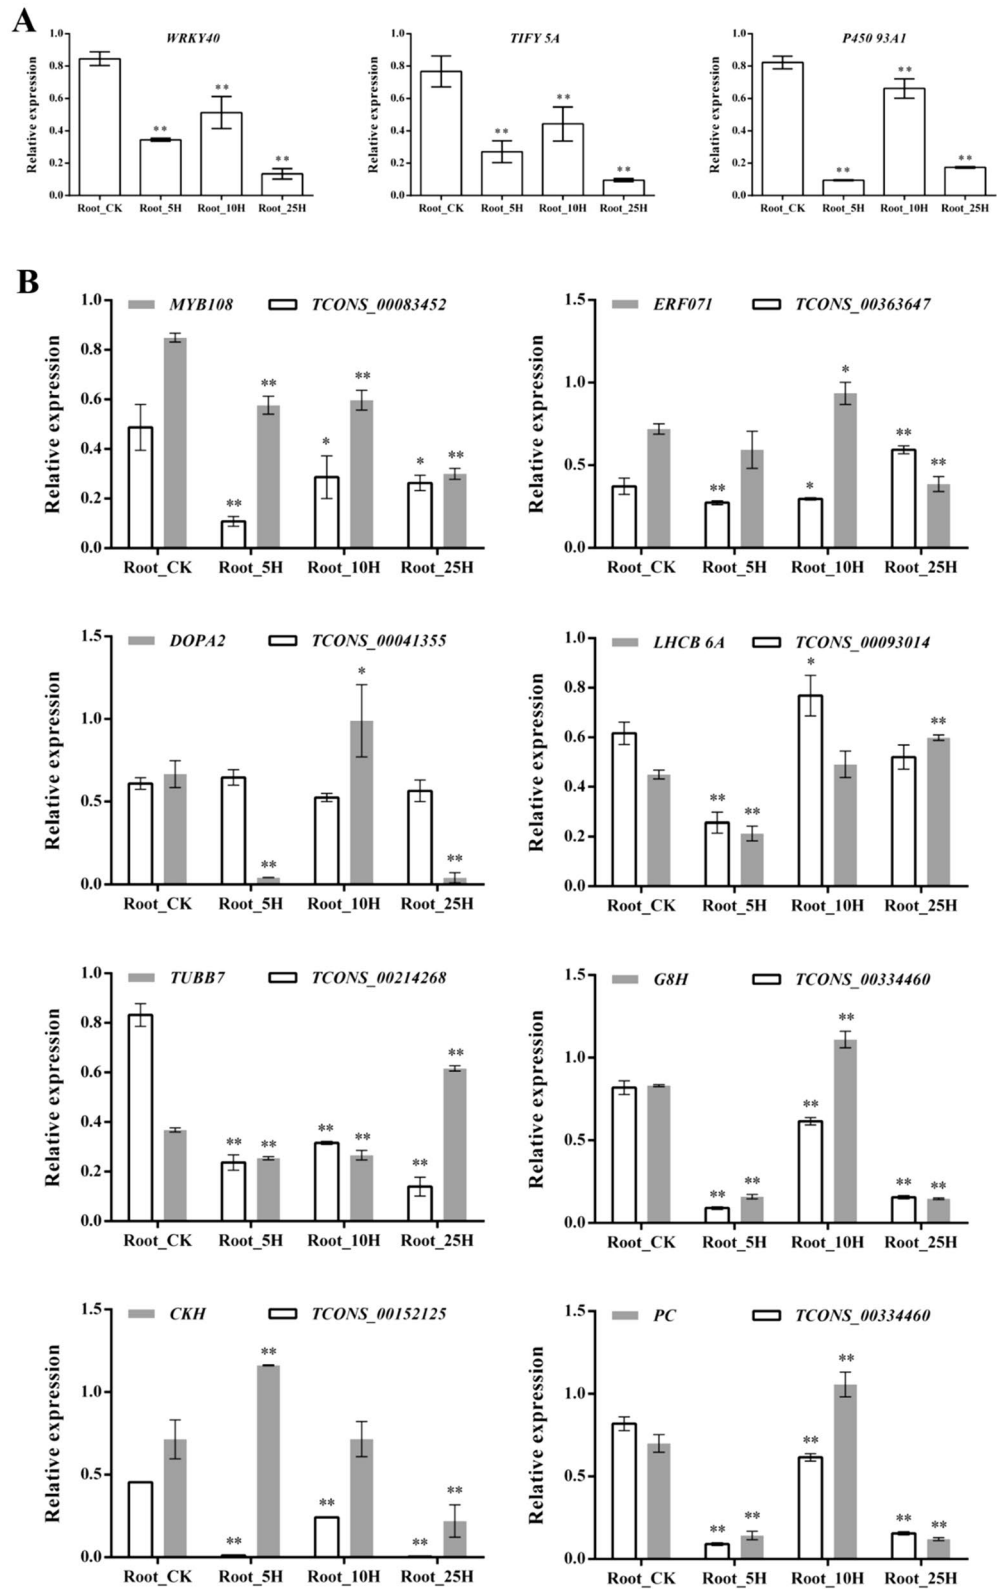 A
WRKY40
Relative expression
1.0
0.8
0.6
0.4
0.2
0.0
**
**
**
Root_CK Root_5H Root_10H Root_25H
TIFY 5A
Relative expression
1.0
0.8
0.6
0.4
0.2
0.0
**
**
**
Root_CK Root_5H Root_10H Root_25H
P450 93A1
Relative expression
1.0
0.8
0.6
0.4
0.2
0.0
**
**
**
Root_CK Root_5H Root_10H Root_25H
B
MYB108 TCONS_00083452
Relative expression
1.0
0.8
0.6
0.4
0.2
0.0
** ** * ** * **
Root_CK Root_5H Root_10H Root_25H
ERF071 TCONS_00363647
Relative expression
1.5
1.0
0.5
0.0
** * * ** **
Root_CK Root_5H Root_10H Root_25H
DOPA2 TCONS_00041355
Relative expression
1.5
1.0
0.5
0.0
** * **
Root_CK Root_5H Root_10H Root_25H
LHCB 6A TCONS_00093014
Relative expression
1.0
0.8
0.6
0.4
0.2
0.0
** ** * **
Root_CK Root_5H Root_10H Root_25H
TUBB7 TCONS_00214268
Relative expression
1.0
0.8
0.6
0.4
0.2
0.0
** ** ** ** ** **
Root_CK Root_5H Root_10H Root_25H
G8H TCONS_00334460
Relative expression
1.5
1.0
0.5
0.0
** ** ** ** ** **
Root_CK Root_5H Root_10H Root_25H
CKH TCONS_00152125
Relative expression
1.5
1.0
0.5
0.0
** ** ** ** **
Root_CK Root_5H Root_10H Root_25H
PC TCONS_00334460
Relative expression
1.5
1.0
0.5
0.0
** ** ** ** ** **
Root_CK Root_5H Root_10H Root_25H